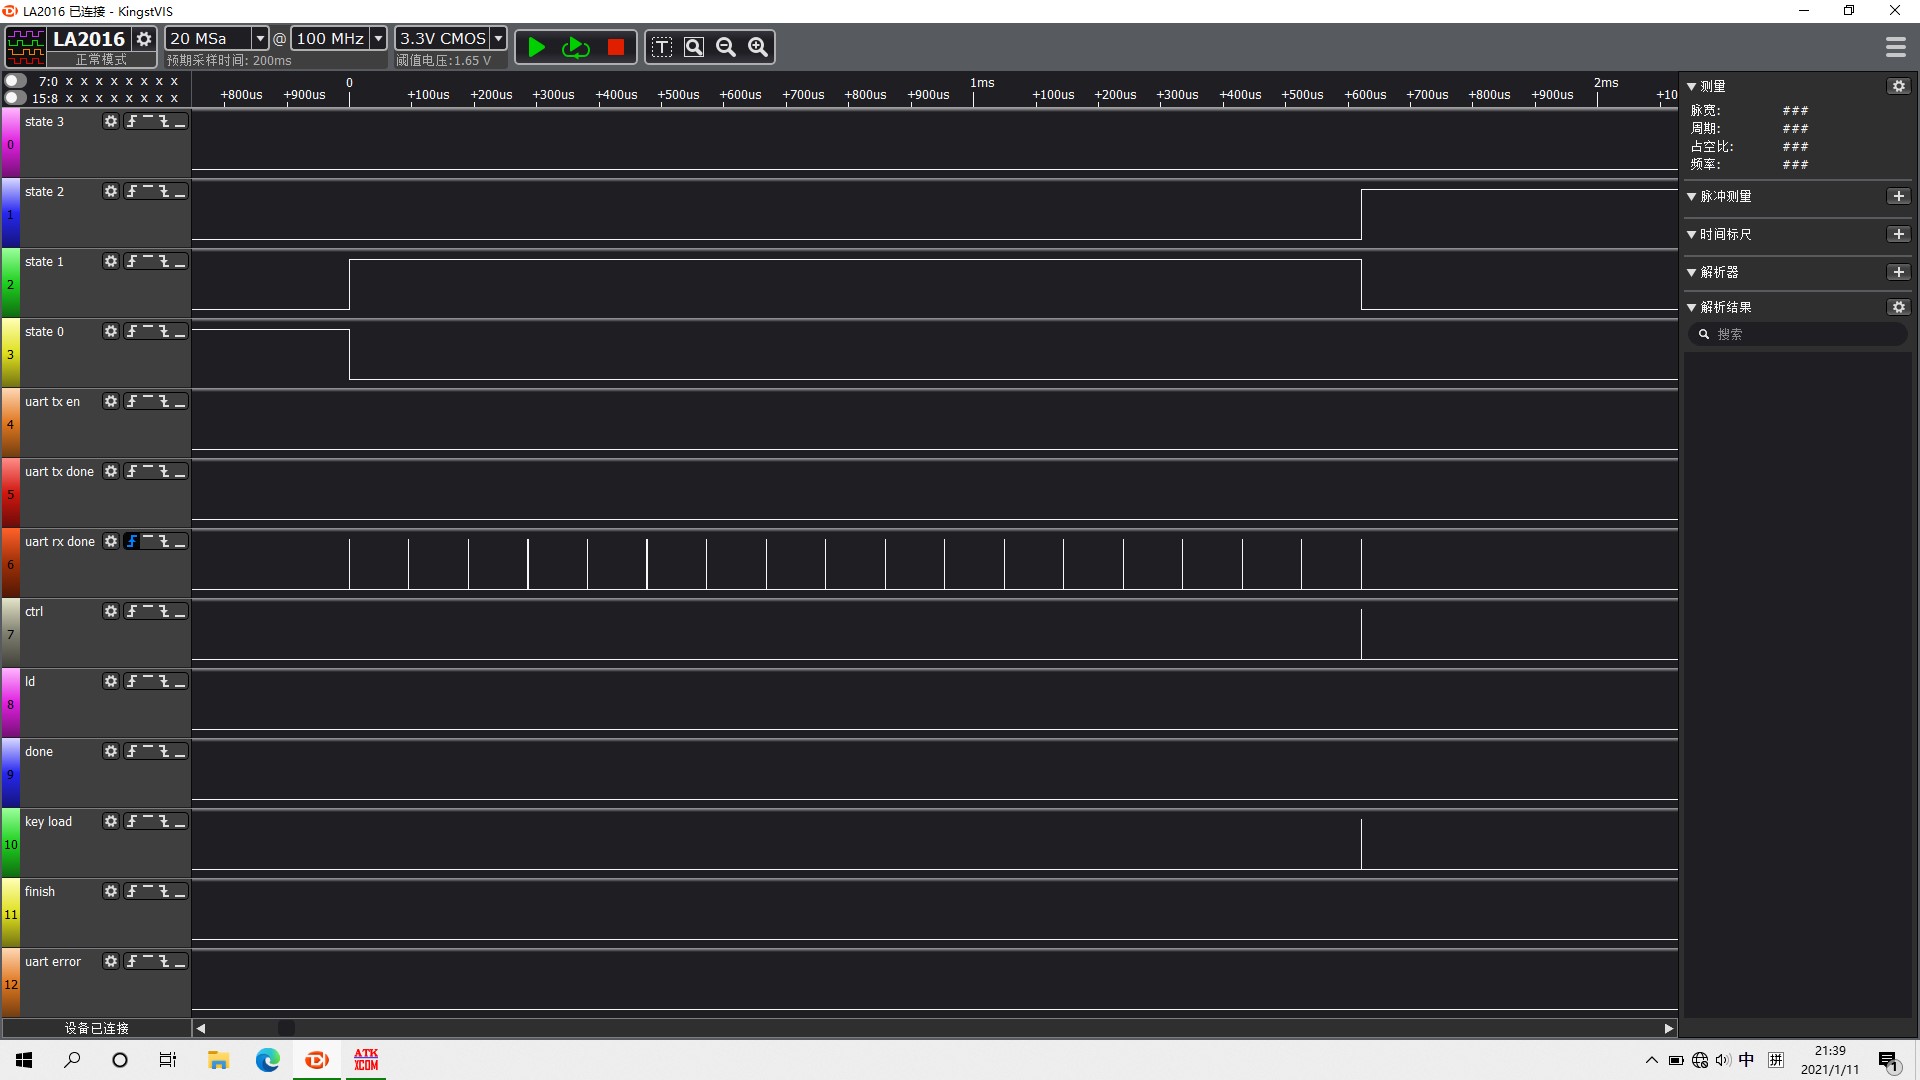 LA2016 已连接 - KingstVIS
LA2016
正常模式
20 MSa @ 100 MHz
预期采样时间: 200ms
3.3V CMOS
阈值电压:1.65 V
T
7:0 x x x x x x x x
15:8 x x x x x x x x
0 1ms 2ms
+800us +900us +100us +200us +300us +400us +500us +600us +700us +800us +900us +100us +200us +300us +400us +500us +600us +700us +800us +900us +10
0 state 3
1 state 2
2 state 1
3 state 0
4 uart tx en
5 uart tx done
6 uart rx done
7 ctrl
8 ld
9 done
10 key load
11 finish
12 uart error
设备已连接
测量
脉宽: ###
周期: ###
占空比: ###
频率: ###
脉冲测量
时间标尺
解析器
解析结果
搜索
ATK
XCOM
中
拼
21:39
2021/1/11
1